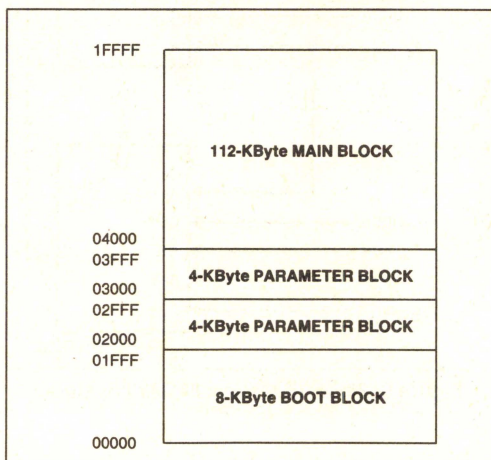 1FFFF
112-KByte MAIN BLOCK
04000
03FFF
4-KByte PARAMETER BLOCK
03000
02FFF
4-KByte PARAMETER BLOCK
02000
01FFF
8-KByte BOOT BLOCK
00000